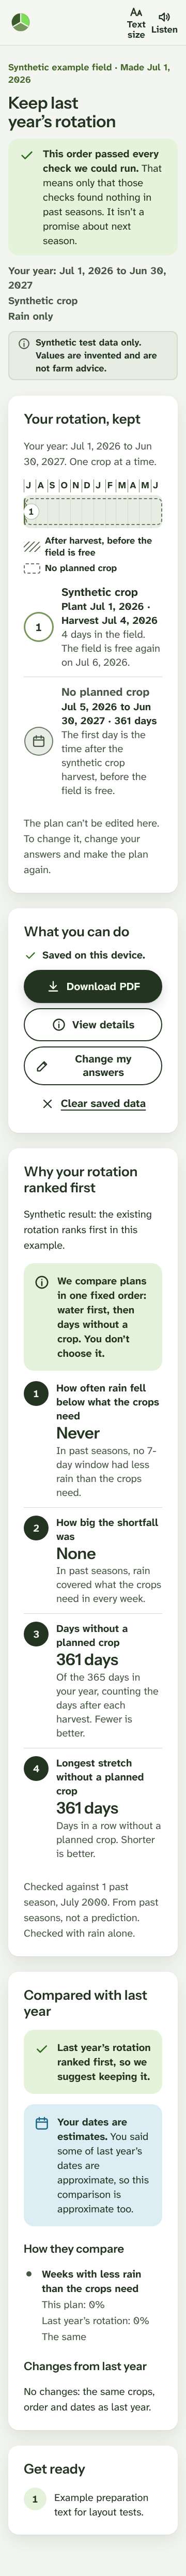 Text
size
Listen
Synthetic example field · Made Jul 1,
2026
Keep last
year’s rotation
This order passed every
check we could run. That
means only that those
checks found nothing in
past seasons. It isn’t a
promise about next
season.
Your year: Jul 1, 2026 to Jun 30,
2027
Synthetic crop
Rain only
Synthetic test data only.
Values are invented and are
not farm advice.
Your rotation, kept
Your year: Jul 1, 2026 to Jun
30, 2027. One crop at a time.
J A S O N D J F M A M J
1
After harvest, before the
field is free
No planned crop
1
Synthetic crop
Plant Jul 1, 2026 ·
Harvest Jul 4, 2026
4 days in the field.
The field is free again
on Jul 6, 2026.
No planned crop
Jul 5, 2026 to Jun
30, 2027 · 361 days
The first day is the
time after the
synthetic crop
harvest, before the
field is free.
The plan can’t be edited here.
To change it, change your
answers and make the plan
again.
What you can do
Saved on this device.
Download PDF
View details
Change my
answers
Clear saved data
Why your rotation
ranked first
Synthetic result: the existing
rotation ranks first in this
example.
We compare plans
in one fixed order:
water first, then
days without a
crop. You don’t
choose it.
1
How often rain fell
below what the crops
need
Never
In past seasons, no 7-
day window had less
rain than the crops
need.
2
How big the shortfall
was
None
In past seasons, rain
covered what the crops
need in every week.
3
Days without a
planned crop
361 days
Of the 365 days in
your year, counting the
days after each
harvest. Fewer is
better.
4
Longest stretch
without a planned
crop
361 days
Days in a row without a
planned crop. Shorter
is better.
Checked against 1 past
season, July 2000. From past
seasons, not a prediction.
Checked with rain alone.
Compared with last
year
Last year’s rotation
ranked first, so we
suggest keeping it.
Your dates are
estimates. You said
some of last year’s
dates are
approximate, so this
comparison is
approximate too.
How they compare
Weeks with less rain
than the crops need
This plan: 0%
Last year’s rotation: 0%
The same
Changes from last year
No changes: the same crops,
order and dates as last year.
Get ready
1
Example preparation
text for layout tests.